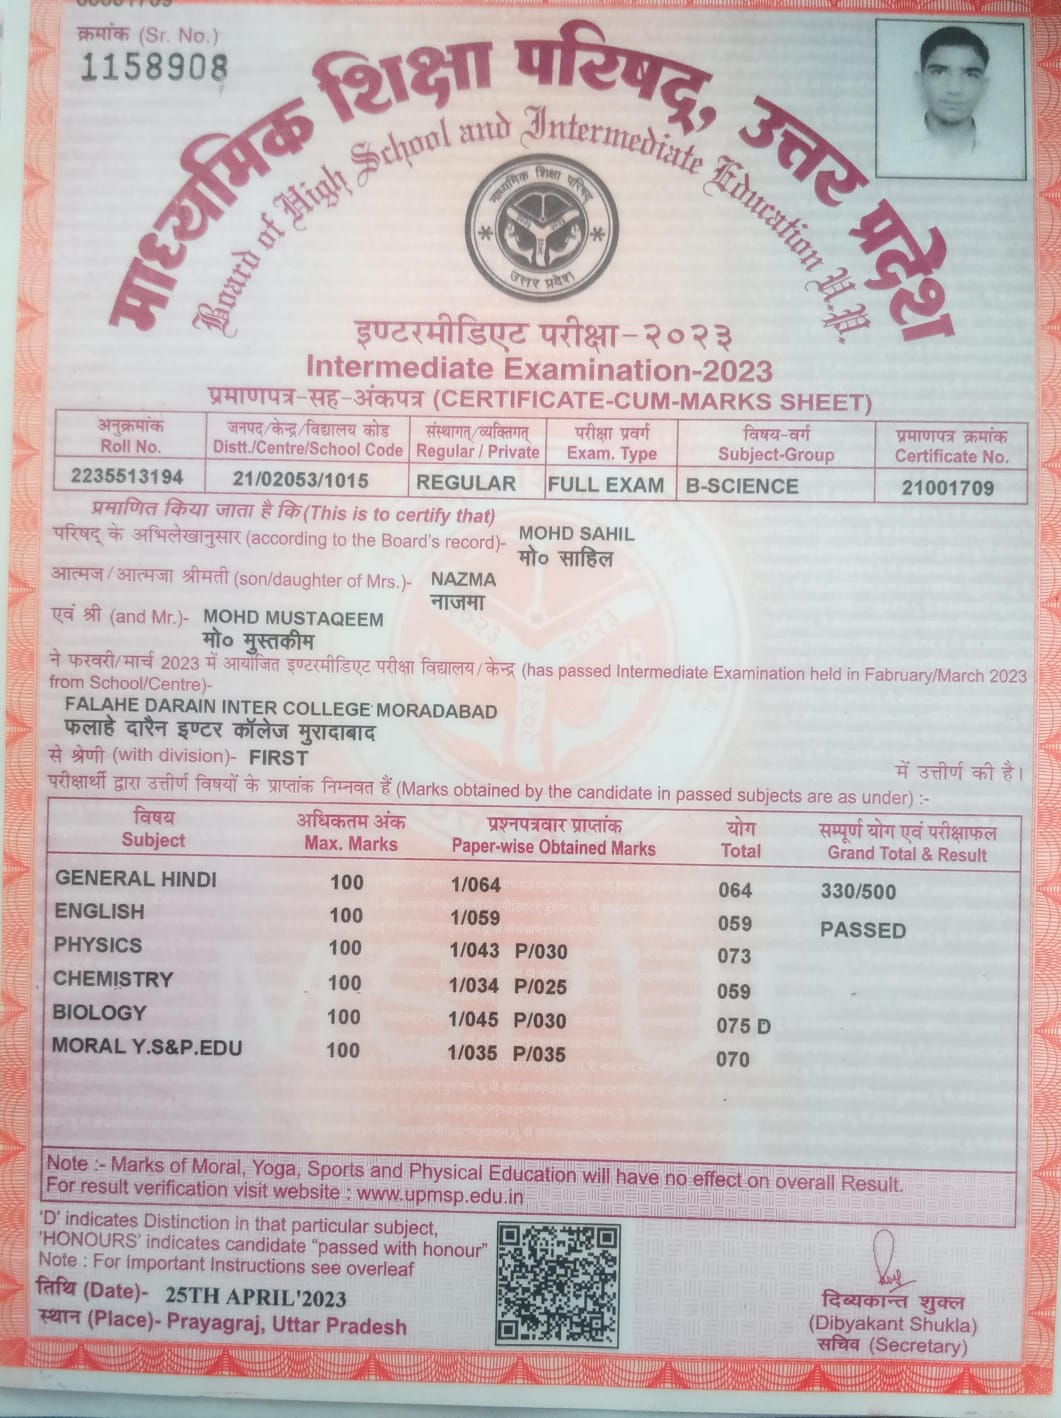 क्रमांक (Sr. No.)
1158908
माध्यमिक शिक्षा परिषद्, उत्तर प्रदेश
Board of High School and Intermediate Education U.P.
माध्यमिक शिक्षा परिषद्
उत्तर प्रदेश
इण्टरमीडिएट परीक्षा-२०२३
Intermediate Examination-2023
प्रमाणपत्र-सह-अंकपत्र (CERTIFICATE-CUM-MARKS SHEET)
अनुक्रमांक जनपद/केन्द्र/विद्यालय कोड संस्थागत्/व्यक्तिगत् परीक्षा प्रवर्ग विषय-वर्ग प्रमाणपत्र क्रमांक
Roll No. Distt./Centre/School Code Regular / Private Exam. Type Subject-Group Certificate No.
2235513194 21/02053/1015 REGULAR FULL EXAM B-SCIENCE 21001709
प्रमाणित किया जाता है कि (This is to certify that)
परिषद् के अभिलेखानुसार (according to the Board's record)- MOHD SAHIL
मो० साहिल
आत्मज/आत्मजा श्रीमती (son/daughter of Mrs.)- NAZMA
नाजमा
एवं श्री (and Mr.)- MOHD MUSTAQEEM
मो० मुस्तकीम
ने फरवरी/मार्च 2023 में आयोजित इण्टरमीडिएट परीक्षा विद्यालय/केन्द्र (has passed Intermediate Examination held in Fabruary/March 2023
from School/Centre)-
FALAHE DARAIN INTER COLLEGE MORADABAD
फलाहे दारैन इण्टर कॉलेज मुरादाबाद
से श्रेणी (with division)- FIRST में उत्तीर्ण की है।
परीक्षार्थी द्वारा उत्तीर्ण विषयों के प्राप्तांक निम्नवत हैं (Marks obtained by the candidate in passed subjects are as under) :-
विषय अधिकतम अंक प्रश्नपत्रवार प्राप्तांक योग सम्पूर्ण योग एवं परीक्षाफल
Subject Max. Marks Paper-wise Obtained Marks Total Grand Total & Result
GENERAL HINDI 100 1/064 064 330/500
ENGLISH 100 1/059 059 PASSED
PHYSICS 100 1/043 P/030 073
CHEMISTRY 100 1/034 P/025 059
BIOLOGY 100 1/045 P/030 075 D
MORAL Y.S&P.EDU 100 1/035 P/035 070
Note :- Marks of Moral, Yoga, Sports and Physical Education will have no effect on overall Result.
For result verification visit website : www.upmsp.edu.in
'D' indicates Distinction in that particular subject,
'HONOURS' indicates candidate "passed with honour"
Note : For Important Instructions see overleaf
तिथि (Date)- 25TH APRIL'2023
स्थान (Place)- Prayagraj, Uttar Pradesh
दिब्यकान्त शुक्ल
(Dibyakant Shukla)
सचिव (Secretary)